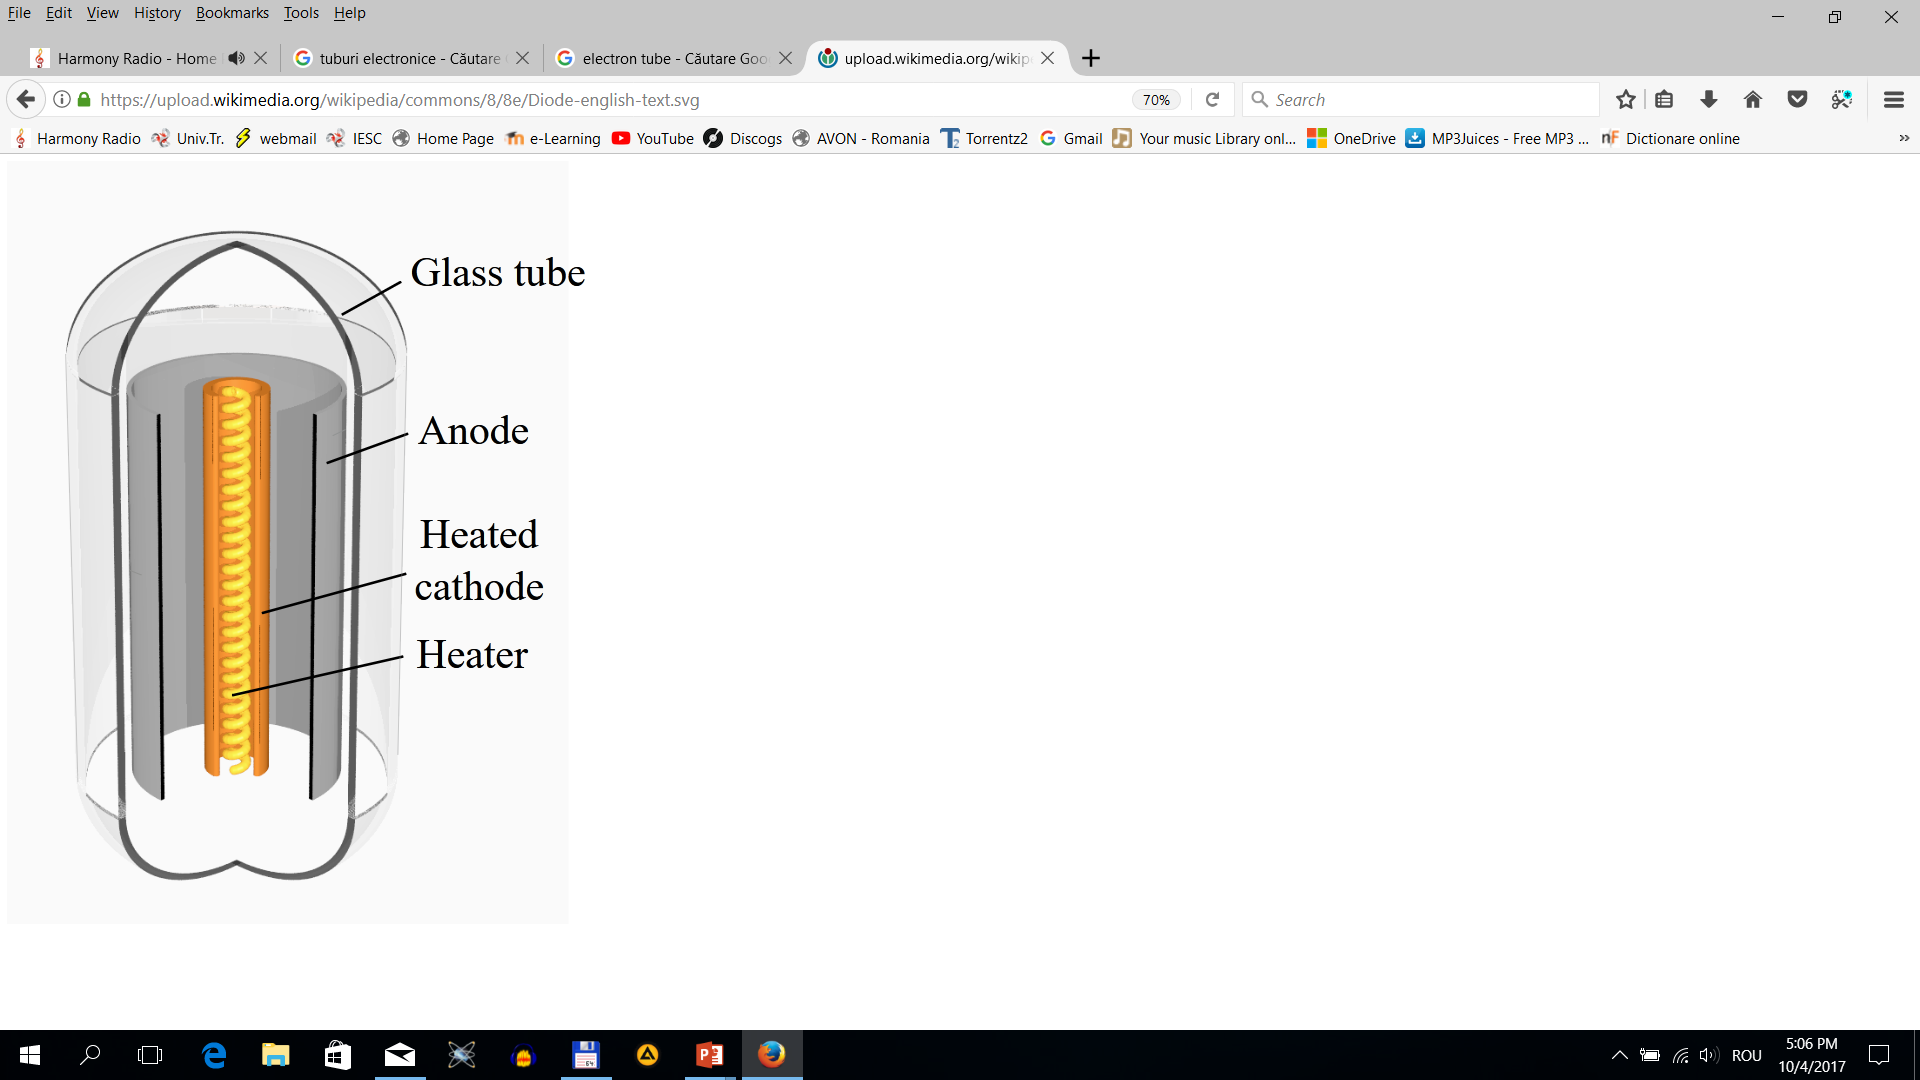 File Edit View History Bookmarks Tools Help
Harmony Radio - Home
tuburi electronice - Căutare
electron tube - Căutare Goo
upload.wikimedia.org/wikip
https://upload.wikimedia.org/wikipedia/commons/8/8e/Diode-english-text.svg
70%
Search
Harmony Radio Univ.Tr. webmail IESC Home Page e-Learning YouTube Discogs AVON - Romania Torrentz2 Gmail Your music Library onl... OneDrive MP3Juices - Free MP3 ... Dictionare online
Glass tube
Anode
Heated
cathode
Heater
ROU
5:06 PM
10/4/2017